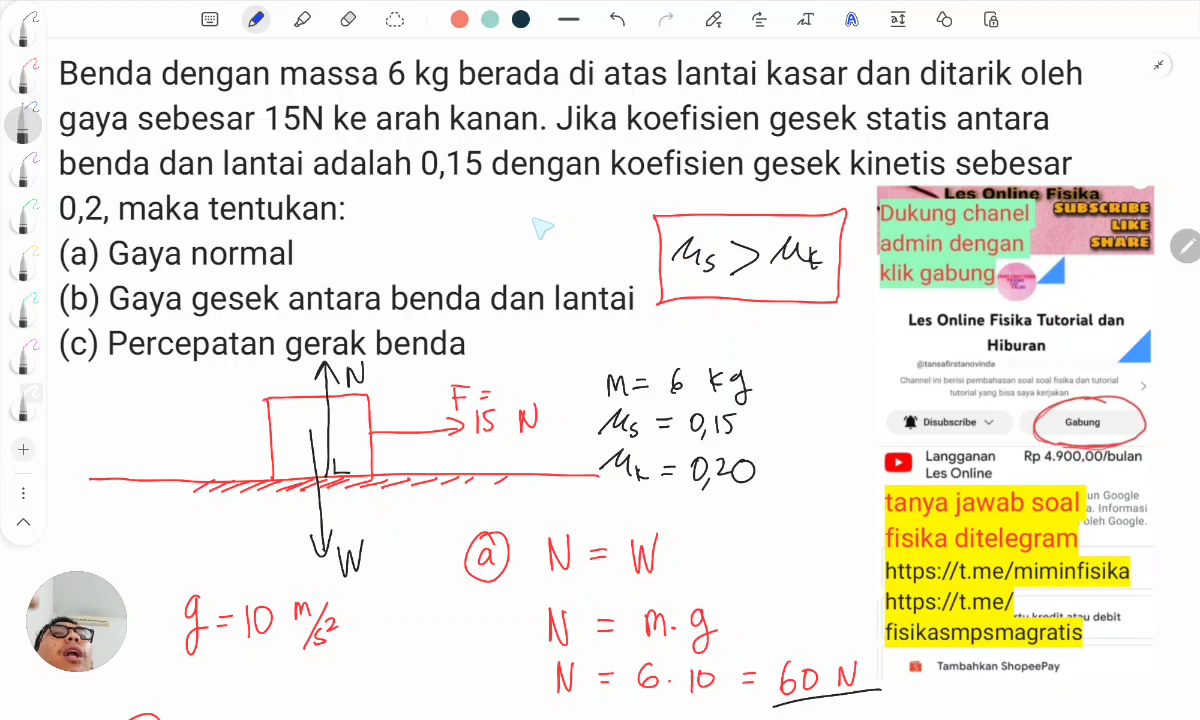 Benda dengan massa 6 kg berada di atas lantai kasar dan ditarik oleh
gaya sebesar 15N ke arah kanan. Jika koefisien gesek statis antara
benda dan lantai adalah 0,15 dengan koefisien gesek kinetis sebesar
0,2, maka tentukan:
(a) Gaya normal
(b) Gaya gesek antara benda dan lantai
(c) Percepatan gerak benda
μs > μk
N
F =
15 N
W
g = 10 m/s²
m = 6 kg
μs = 0,15
μk = 0,20
(a) N = W
N = m. g
N = 6. 10 = 60 N
Les Online Fisika
SUBSCRIBE
LIKE
SHARE
Dukung chanel
admin dengan
klik gabung
Les Online Fisika Tutorial dan
Hiburan
@tansafirstanovinda
Channel ini berisi pembahasan soal soal fisika dan tutorial
tutorial yang bisa saya kerjakan
Disubscribe
Gabung
Langganan
Les Online
Rp 4.900,00/bulan
un Google
a. Informasi
oleh Google.
tanya jawab soal
fisika ditelegram
https://t.me/miminfisika
https://t.me/
fisikasmpsmagratis
debit
Tambahkan ShopeePay